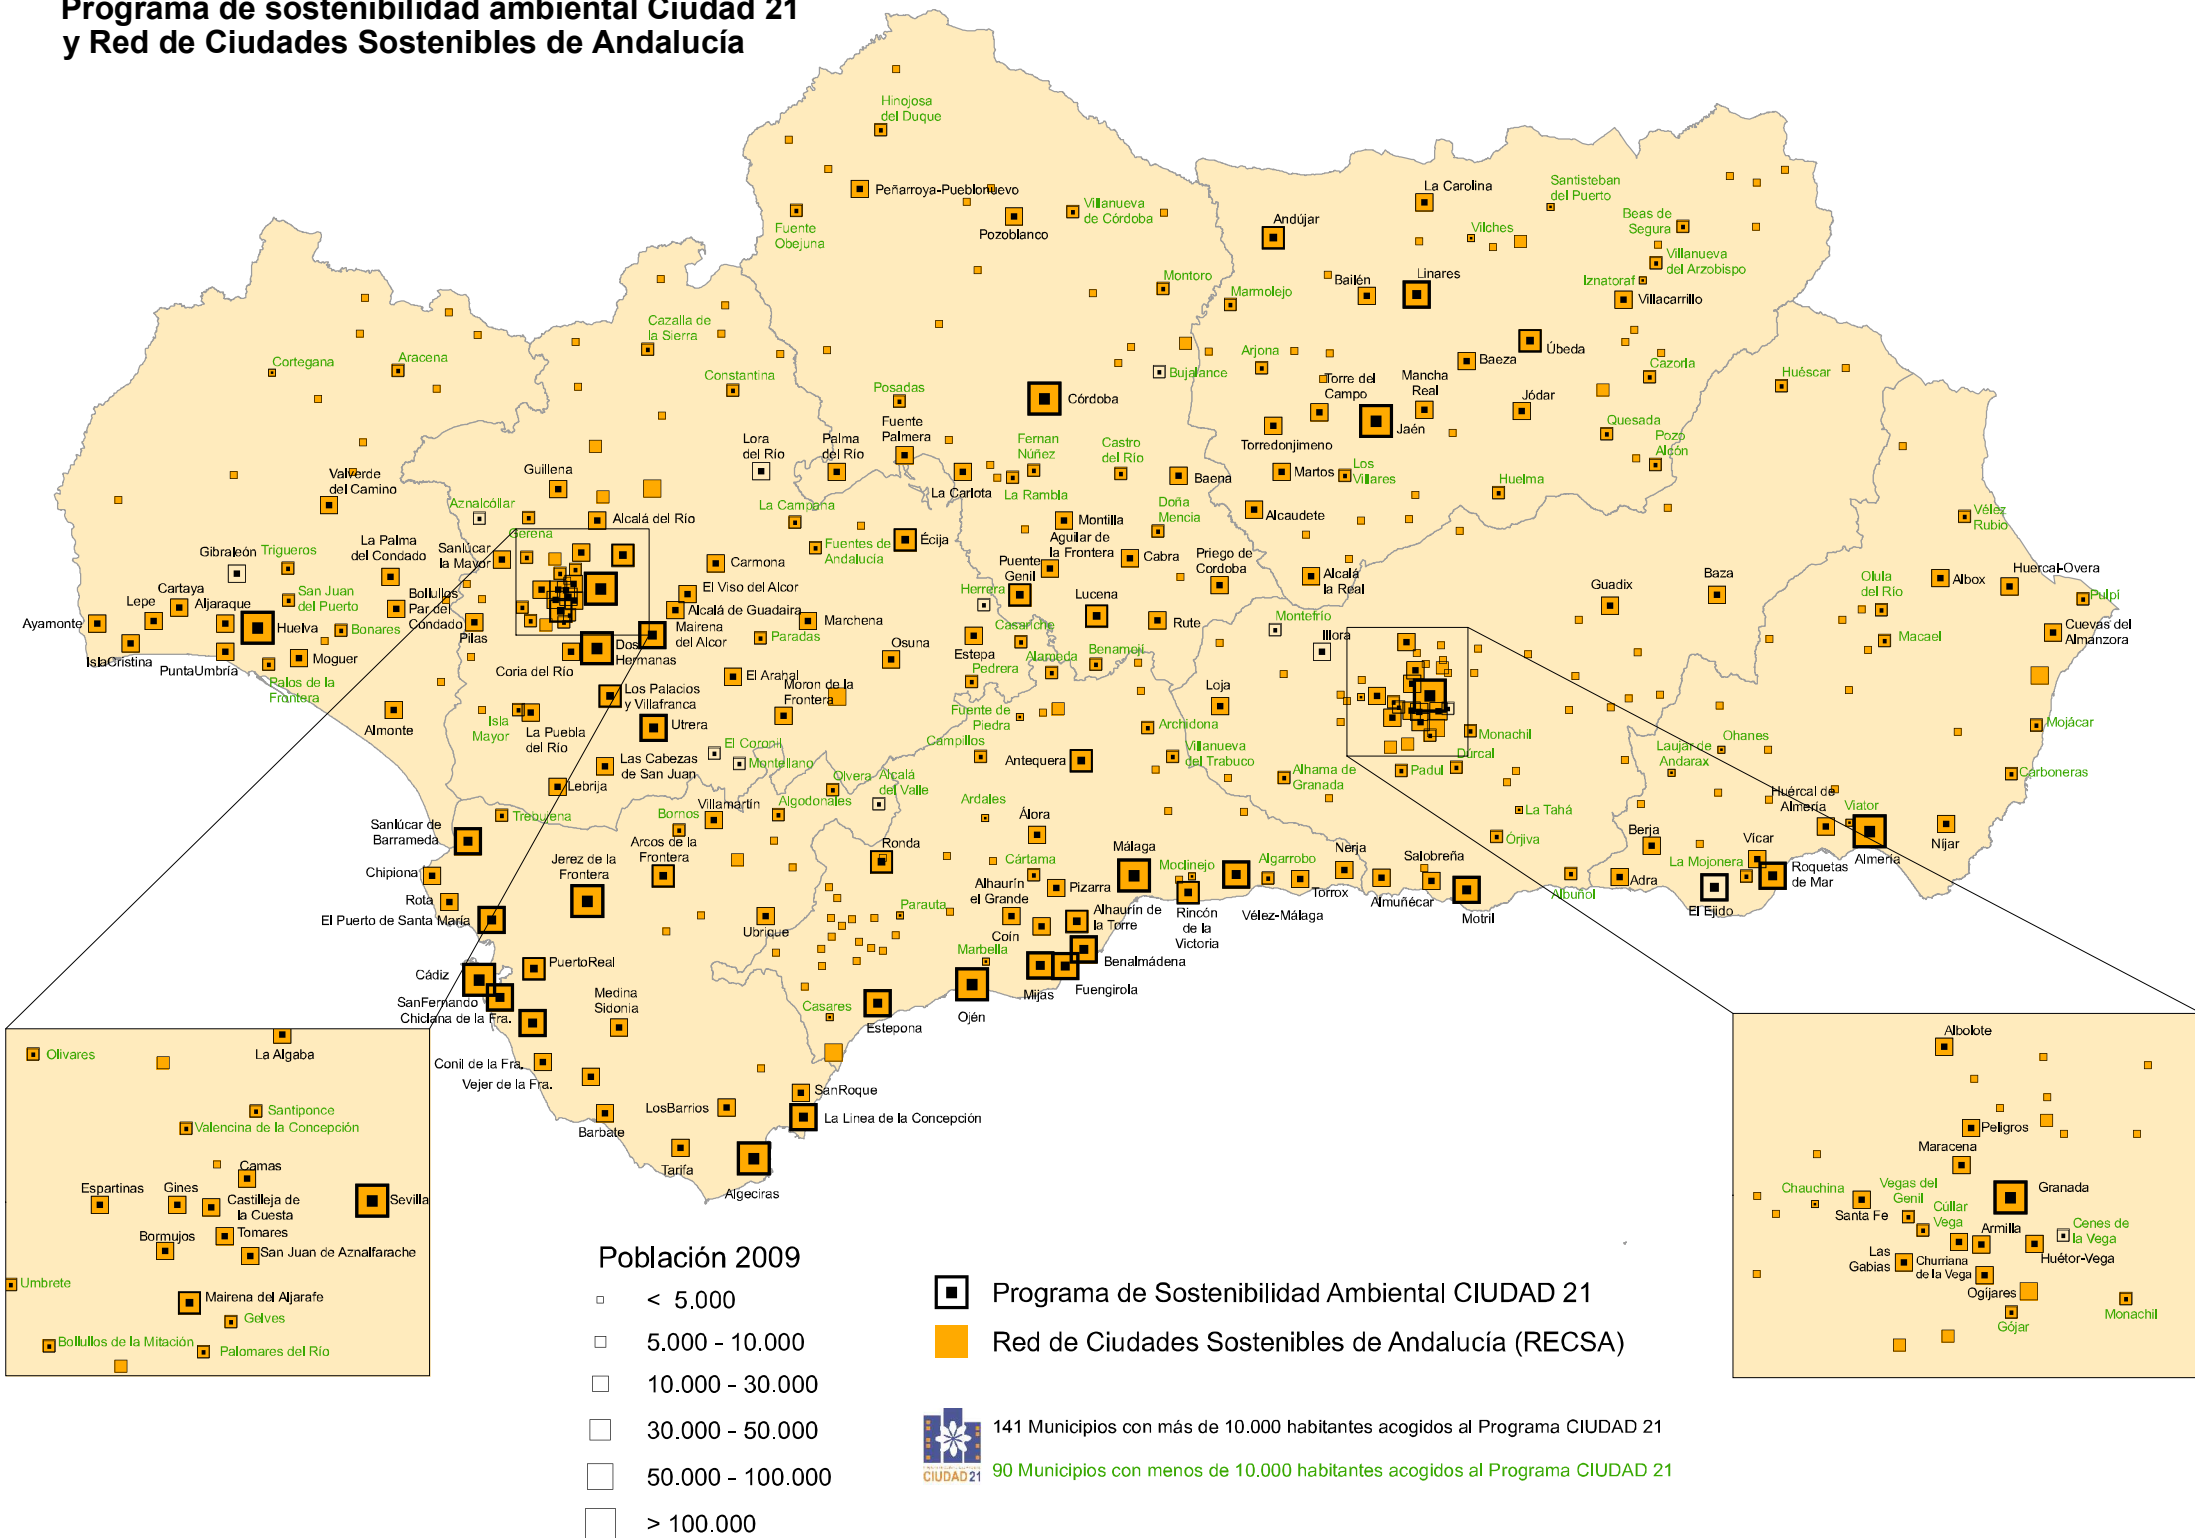 Programa de sostenibilidad ambiental Ciudad 21
y Red de Ciudades Sostenibles de Andalucía
Hinojosa
del Duque
Peñarroya-Pueblonuevo
Fuente
Obejuna
Pozoblanco
Villanueva
de Córdoba
Montoro
Bujalance
Posadas
Córdoba
Fuente
Palmera
Palma
del Río
Fernan
Núñez
Castro
del Río
La Carlota
La Rambla
Baena
Doña
Mencia
Montilla
Aguilar de
la Frontera
Cabra
Priego de
Cordoba
Puente
Genil
Lucena
Rute
Benamejí
La Carolina
Santisteban
del Puerto
Andújar
Vilches
Beas de
Segura
Villanueva
del Arzobispo
Iznatoraf
Villacarrillo
Marmolejo
Bailén
Linares
Úbeda
Baeza
Arjona
Cazorla
Torre del
Campo
Mancha
Real
Jódar
Jaén
Torredonjimeno
Quesada
Pozo
Alcón
Martos
Los
Villares
Huelma
Alcaudete
Alcalá
la Real
Huéscar
Cortegana
Aracena
Valverde
del Camino
Gibraleón
Trigueros
La Palma
del Condado
Cartaya
Lepe
Aljaraque
San Juan
del Puerto
Bollullos
Par del
Condado
Ayamonte
Huelva
Bonares
IslaCristina
PuntaUmbría
Moguer
Palos de la
Frontera
Almonte
Cazalla de
la Sierra
Constantina
Lora
del Río
Guillena
Aznalcóllar
Gerena
Alcalá del Río
La Campana
Sanlúcar
la Mayor
Fuentes de
Andalucía
Écija
Carmona
El Viso del Alcor
Alcalá de Guadaira
Mairena
del Alcor
Marchena
Herrera
Casariche
Pilas
Paradas
Osuna
Estepa
Dos
Hermanas
Coria del Río
Pedrera
El Arahal
Los Palacios
y Villafranca
Moron de la
Frontera
Isla
Mayor
La Puebla
del Río
Utrera
El Coronil
Montellano
Las Cabezas
de San Juan
Lebrija
Alameda
Fuente de
Piedra
Campillos
Antequera
Archidona
Villanueva
del Trabuco
Olvera
Alcalá
del Valle
Trebujena
Villamartín
Algodonales
Bornos
Ardales
Álora
Sanlúcar de
Barrameda
Arcos de la
Frontera
Jerez de la
Frontera
Ronda
Cártama
Málaga
Moclinejo
Algarrobo
Nerja
Chipiona
Rota
Pizarra
Alhaurín
el Grande
Torrox
El Puerto de Santa María
Ubrique
Parauta
Coín
Alhaurín de
la Torre
Rincón
de la
Victoria
Vélez-Málaga
Marbella
Benalmádena
Cádiz
PuertoReal
Mijas
Fuengirola
SanFernando
Medina
Sidonia
Casares
Chiclana de la Fra.
Estepona
Ojén
Conil de la Fra.
Vejer de la Fra.
SanRoque
LosBarrios
La Linea de la Concepción
Barbate
Tarifa
Algeciras
Montefrío
Illora
Guadix
Baza
Loja
Monachil
Dúrcal
Padul
Alhama de
Granada
La Tahá
Órjiva
Almuñécar
Salobreña
Motril
Albuñol
Vélez
Rubio
Albox
Huercal-Overa
Olula
del Río
Pulpí
Macael
Cuevas del
Almanzora
Mojácar
Ohanes
Laujar de
Andarax
Carboneras
Huércal de
Almería
Viator
Berja
Vícar
Almería
Níjar
La Mojonera
Roquetas
de Mar
Adra
El Ejido
Olivares
La Algaba
Santiponce
Valencina de la Concepción
Camas
Espartinas
Gines
Castilleja de
la Cuesta
Sevilla
Tomares
Bormujos
San Juan de Aznalfarache
Umbrete
Mairena del Aljarafe
Gelves
Bollullos de la Mitación
Palomares del Río
Albolote
Peligros
Maracena
Chauchina
Vegas del
Genil
Granada
Santa Fe
Cúllar
Vega
Armilla
Cenes de
la Vega
Las
Gabias
Churriana
de la Vega
Huétor-Vega
Ogíjares
Gójar
Monachil
Población 2009
< 5.000
5.000 - 10.000
10.000 - 30.000
30.000 - 50.000
50.000 - 100.000
> 100.000
Programa de Sostenibilidad Ambiental CIUDAD 21
Red de Ciudades Sostenibles de Andalucía (RECSA)
141 Municipios con más de 10.000 habitantes acogidos al Programa CIUDAD 21
90 Municipios con menos de 10.000 habitantes acogidos al Programa CIUDAD 21
CIUDAD21